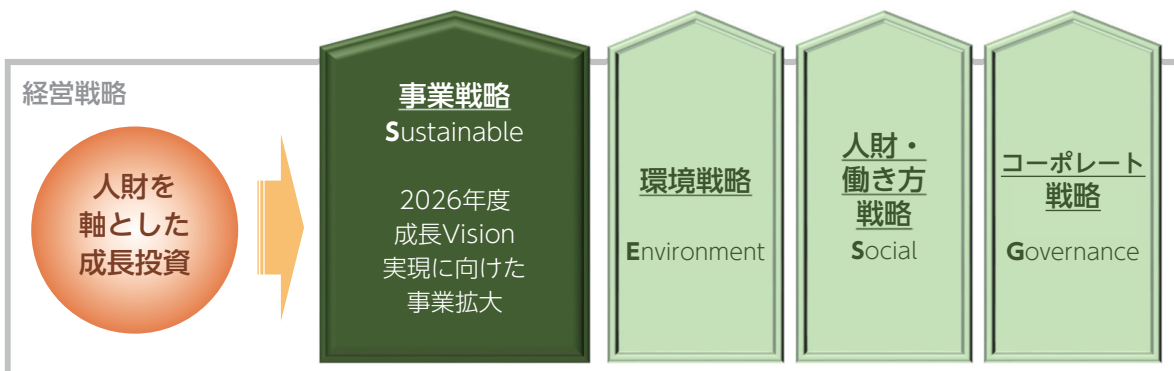 経営戦略
人財を
軸とした
成長投資
事業戦略
Sustainable
2026年度
成長Vision
実現に向けた
事業拡大
環境戦略
Environment
人財・
働き方
戦略
Social
コーポレート
戦略
Governance